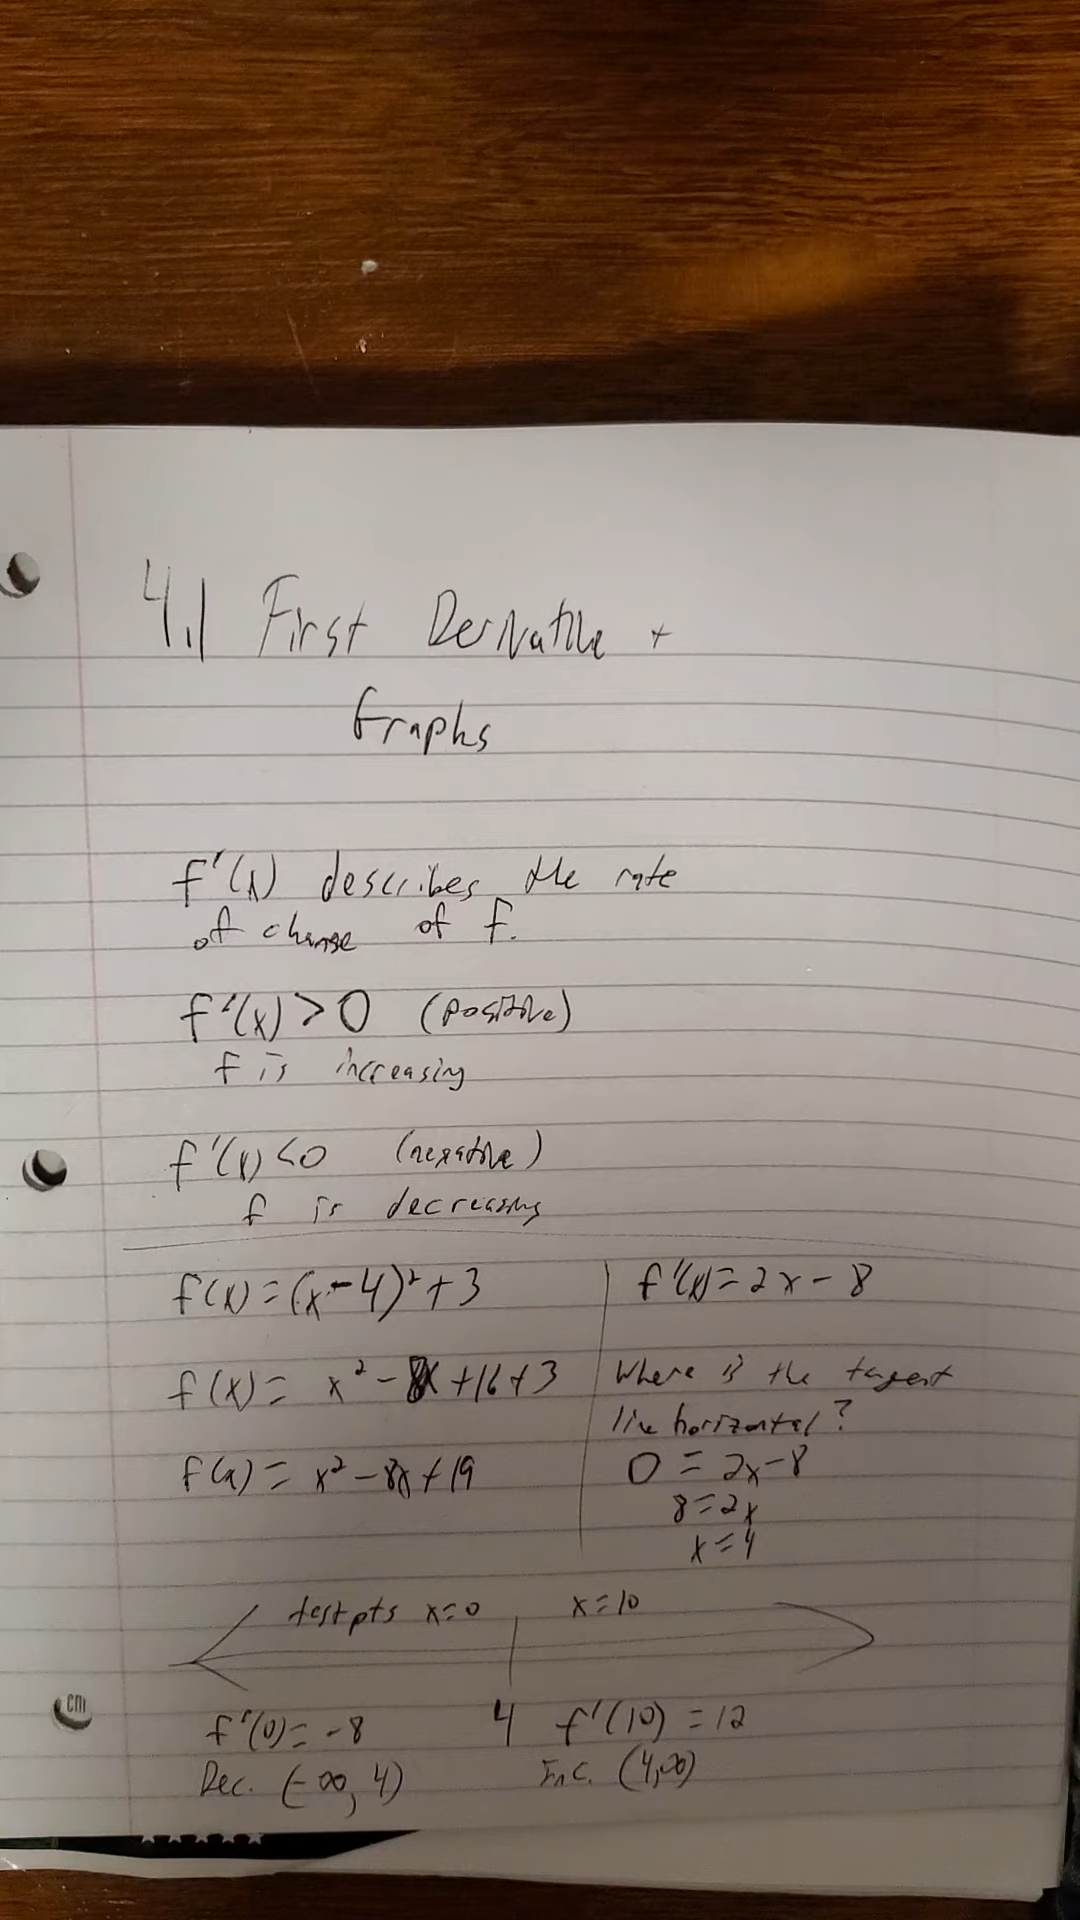 4.1 First Derivative +
Graphs
f'(x) describes the rate
of change of f.
f'(x) > 0 (positive)
f is increasing
f'(x) < 0 (negative)
f is decreasing
f(x) = (x-4)² + 3
f(x) = x² - 8x + 16 + 3
f(x) = x² - 8x + 19
f'(x) = 2x - 8
Where is the tangent
line horizontal?
0 = 2x - 8
8 = 2x
x = 4
test pts x=0 x=10
4
f'(0) = -8
Dec. (-∞, 4)
f'(10) = 12
Inc. (4,∞)
cm